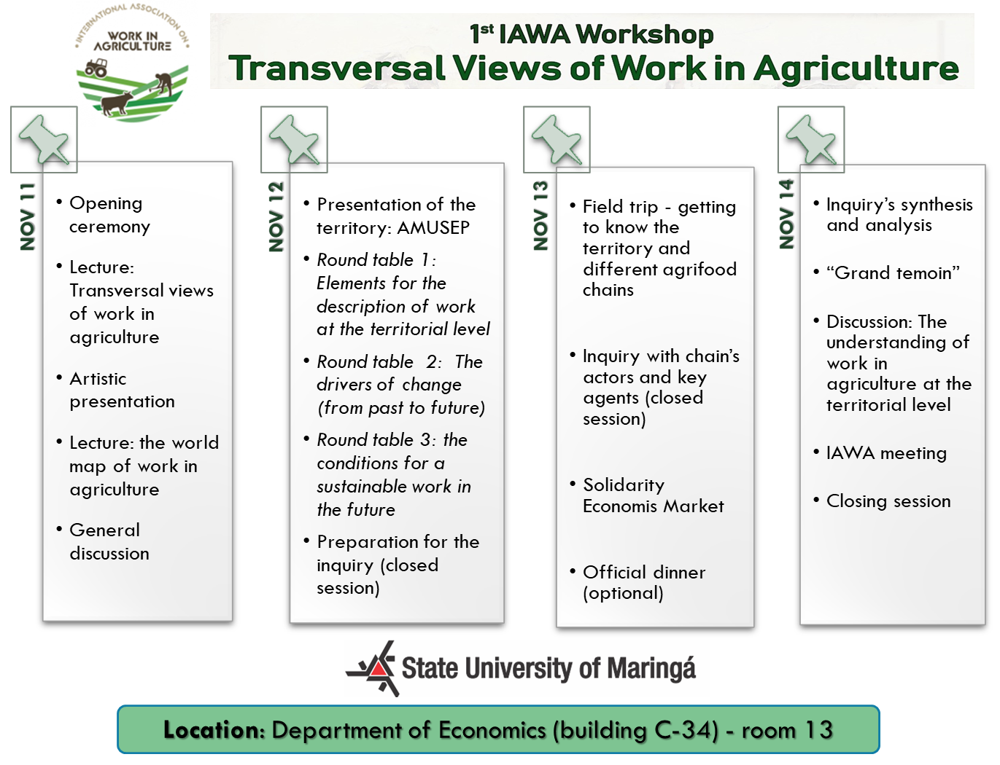 INTERNATIONAL ASSOCIATION ON
WORK IN
AGRICULTURE
1st IAWA Workshop
Transversal Views of Work in Agriculture
NOV 11
• Opening
ceremony
• Lecture:
Transversal views
of work in
agriculture
• Artistic
presentation
• Lecture: the world
map of work in
agriculture
• General
discussion
NOV 12
• Presentation of the
territory: AMUSEP
• Round table 1:
Elements for the
description of work
at the territorial level
• Round table 2: The
drivers of change
(from past to future)
• Round table 3: the
conditions for a
sustainable work in
the future
• Preparation for the
inquiry (closed
session)
NOV 13
• Field trip - getting
to know the
territory and
different agrifood
chains
• Inquiry with chain’s
actors and key
agents (closed
session)
• Solidarity
Economis Market
• Official dinner
(optional)
NOV 14
• Inquiry’s synthesis
and analysis
• “Grand temoin”
• Discussion: The
understanding of
work in
agriculture at the
territorial level
• IAWA meeting
• Closing session
State University of Maringá
Location: Department of Economics (building C-34) - room 13